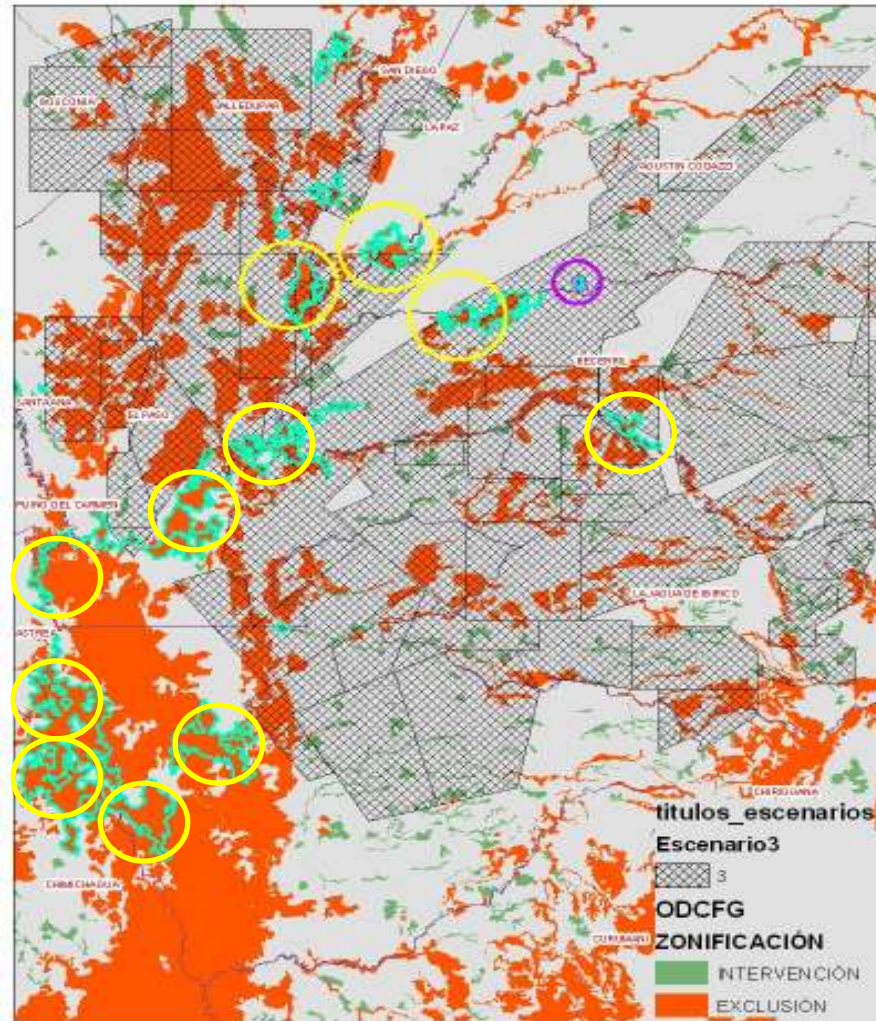 SAN DIEGO
BOSCONIA
VALLEDUPAR
LA PAZ
AGUSTIN CODAZZI
BECERRIL
SANTA ANA
EL PASO
PIJINO DEL CARMEN
LA JAGUA DE IBIRICO
ASTREA
CHIRIGUANA
titulos_escenarios
Escenario3
3
CHIMICHAGUA
ODCFG
CURUMANI
ZONIFICACIÓN
INTERVENCIÓN
EXCLUSIÓN